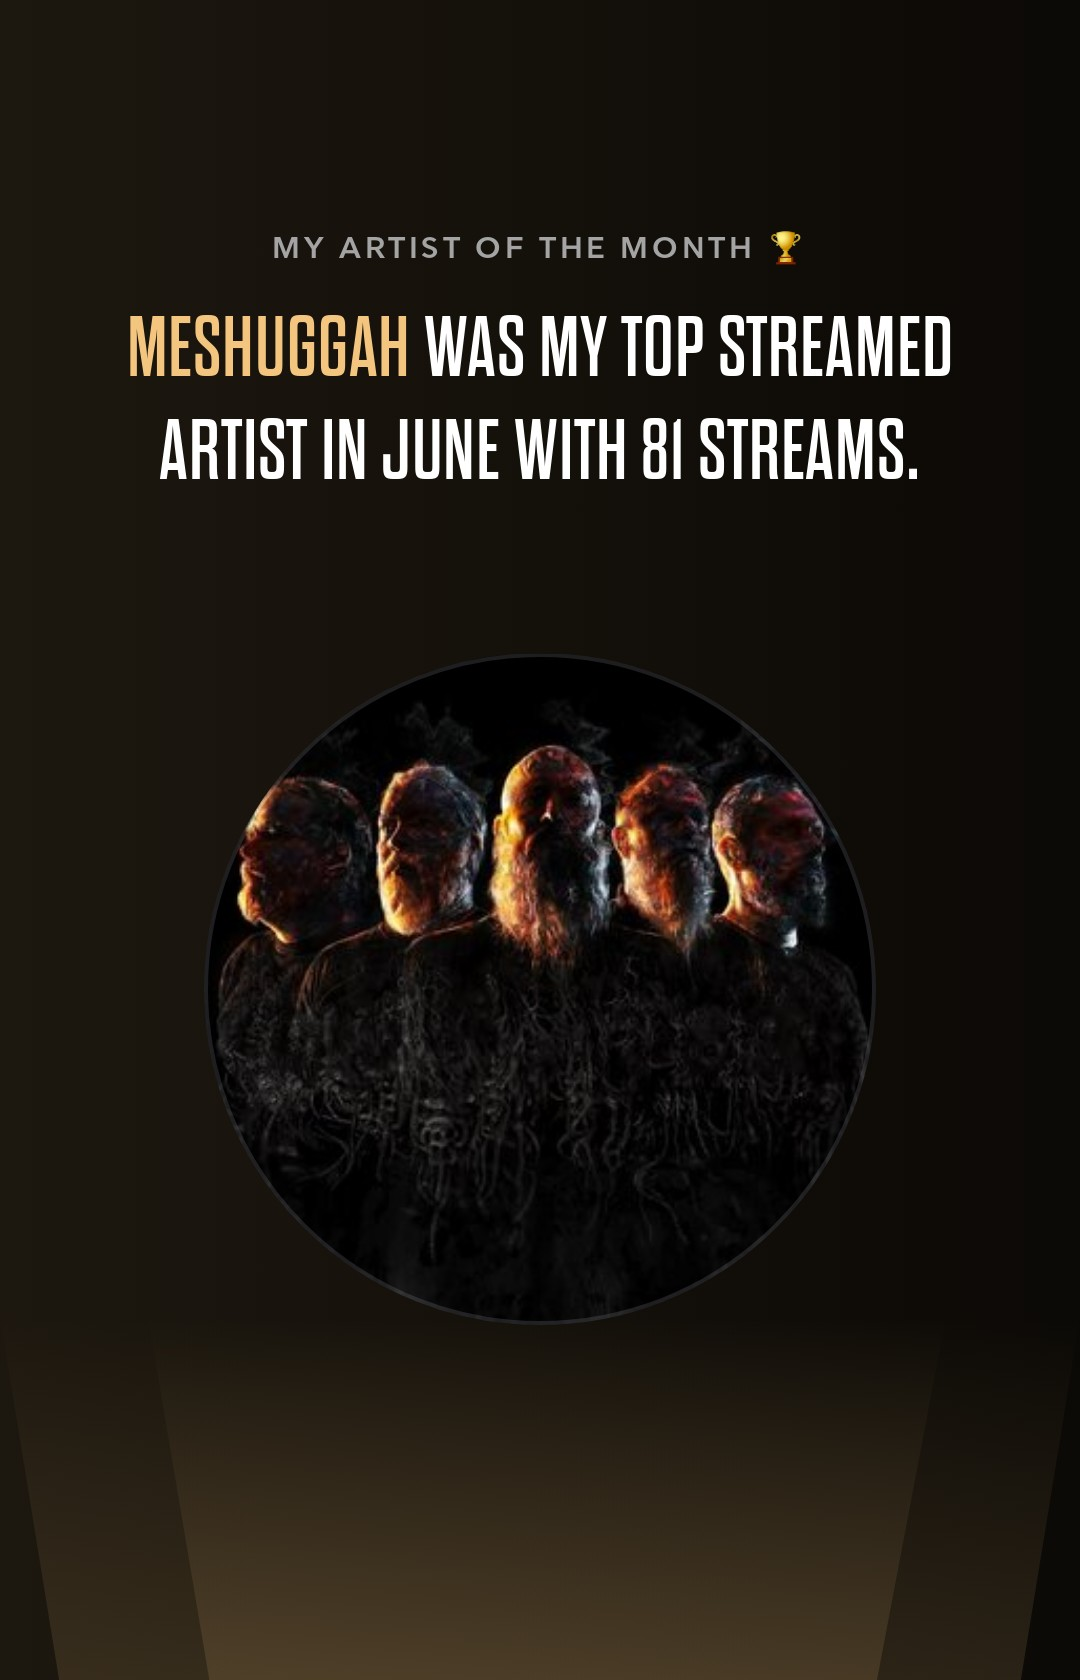 MY ARTIST OF THE MONTH 🏆
MESHUGGAH WAS MY TOP STREAMED
ARTIST IN JUNE WITH 81 STREAMS.